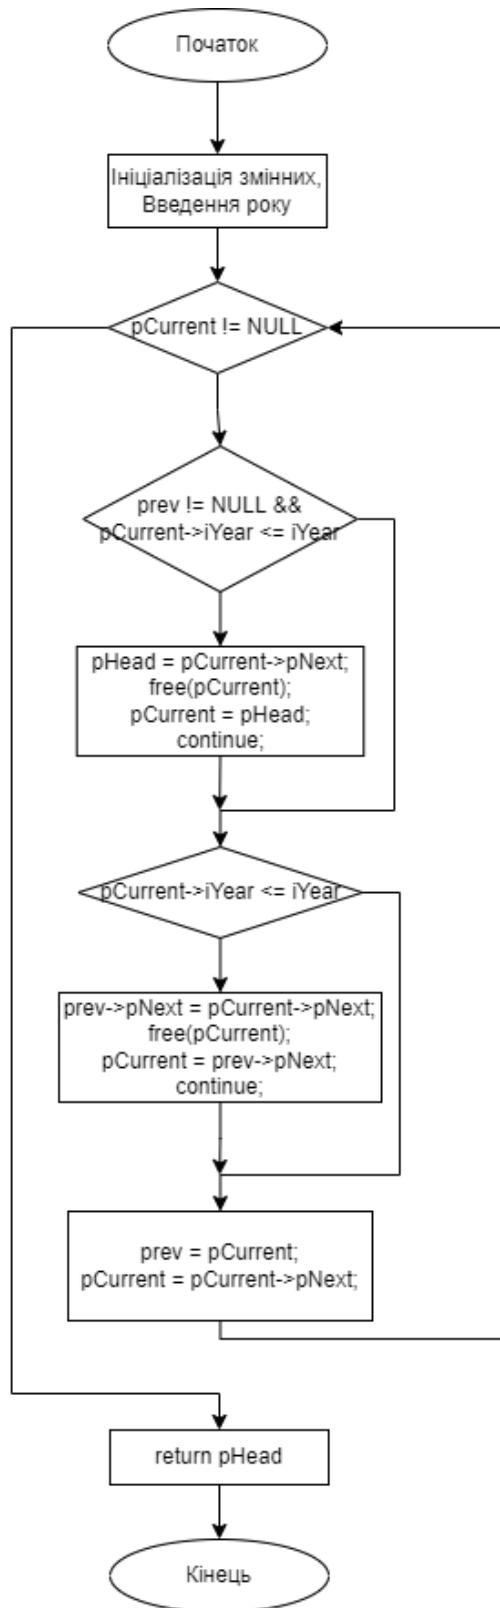 Початок
Ініціалізація змінних,
Введення року
pCurrent != NULL
prev != NULL &&
pCurrent->iYear <= iYear
pHead = pCurrent->pNext;
free(pCurrent);
pCurrent = pHead;
continue;
pCurrent->iYear <= iYear
prev->pNext = pCurrent->pNext;
free(pCurrent);
pCurrent = prev->pNext;
continue;
prev = pCurrent;
pCurrent = pCurrent->pNext;
return pHead
Кінець